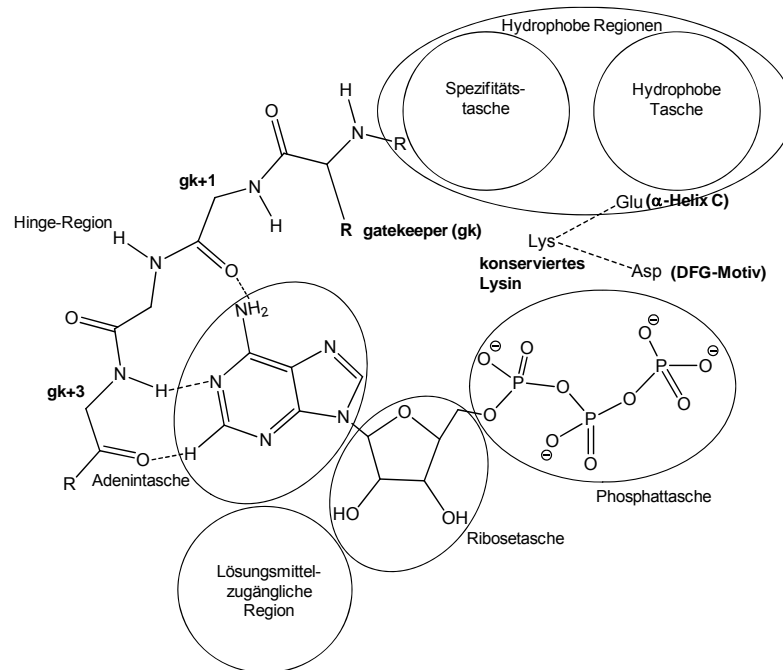 Hydrophobe Regionen
Spezifitäts-
tasche
Hydrophobe
Tasche
H
O
N
R
gk+1
N
H
Glu (α-Helix C)
Hinge-Region
H
N
R gatekeeper (gk)
Lys
konserviertes
Lysin
Asp (DFG-Motiv)
O
O
NH2
N
H
N
N
gk+3
N
N
H
O
R
Adenintasche
O
O
P
O
O
O
P
O
O
O
P
O
O
O
HO
OH
Phosphattasche
Ribosetasche
Lösungsmittel-
zugängliche
Region